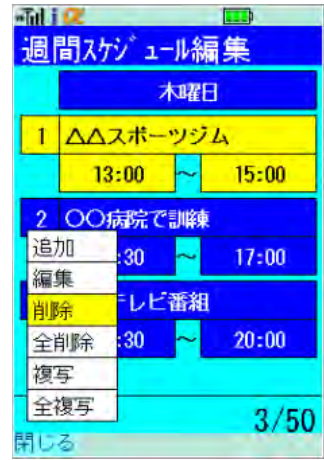 週間スケジュール編集
木曜日
1 △△スポーツジム
13:00 ～ 15:00
2 〇〇病院で訓練
:30 ～ 17:00
テレビ番組
:30 ～ 20:00
追加
編集
削除
全削除
複写
全複写
3/50
閉じる